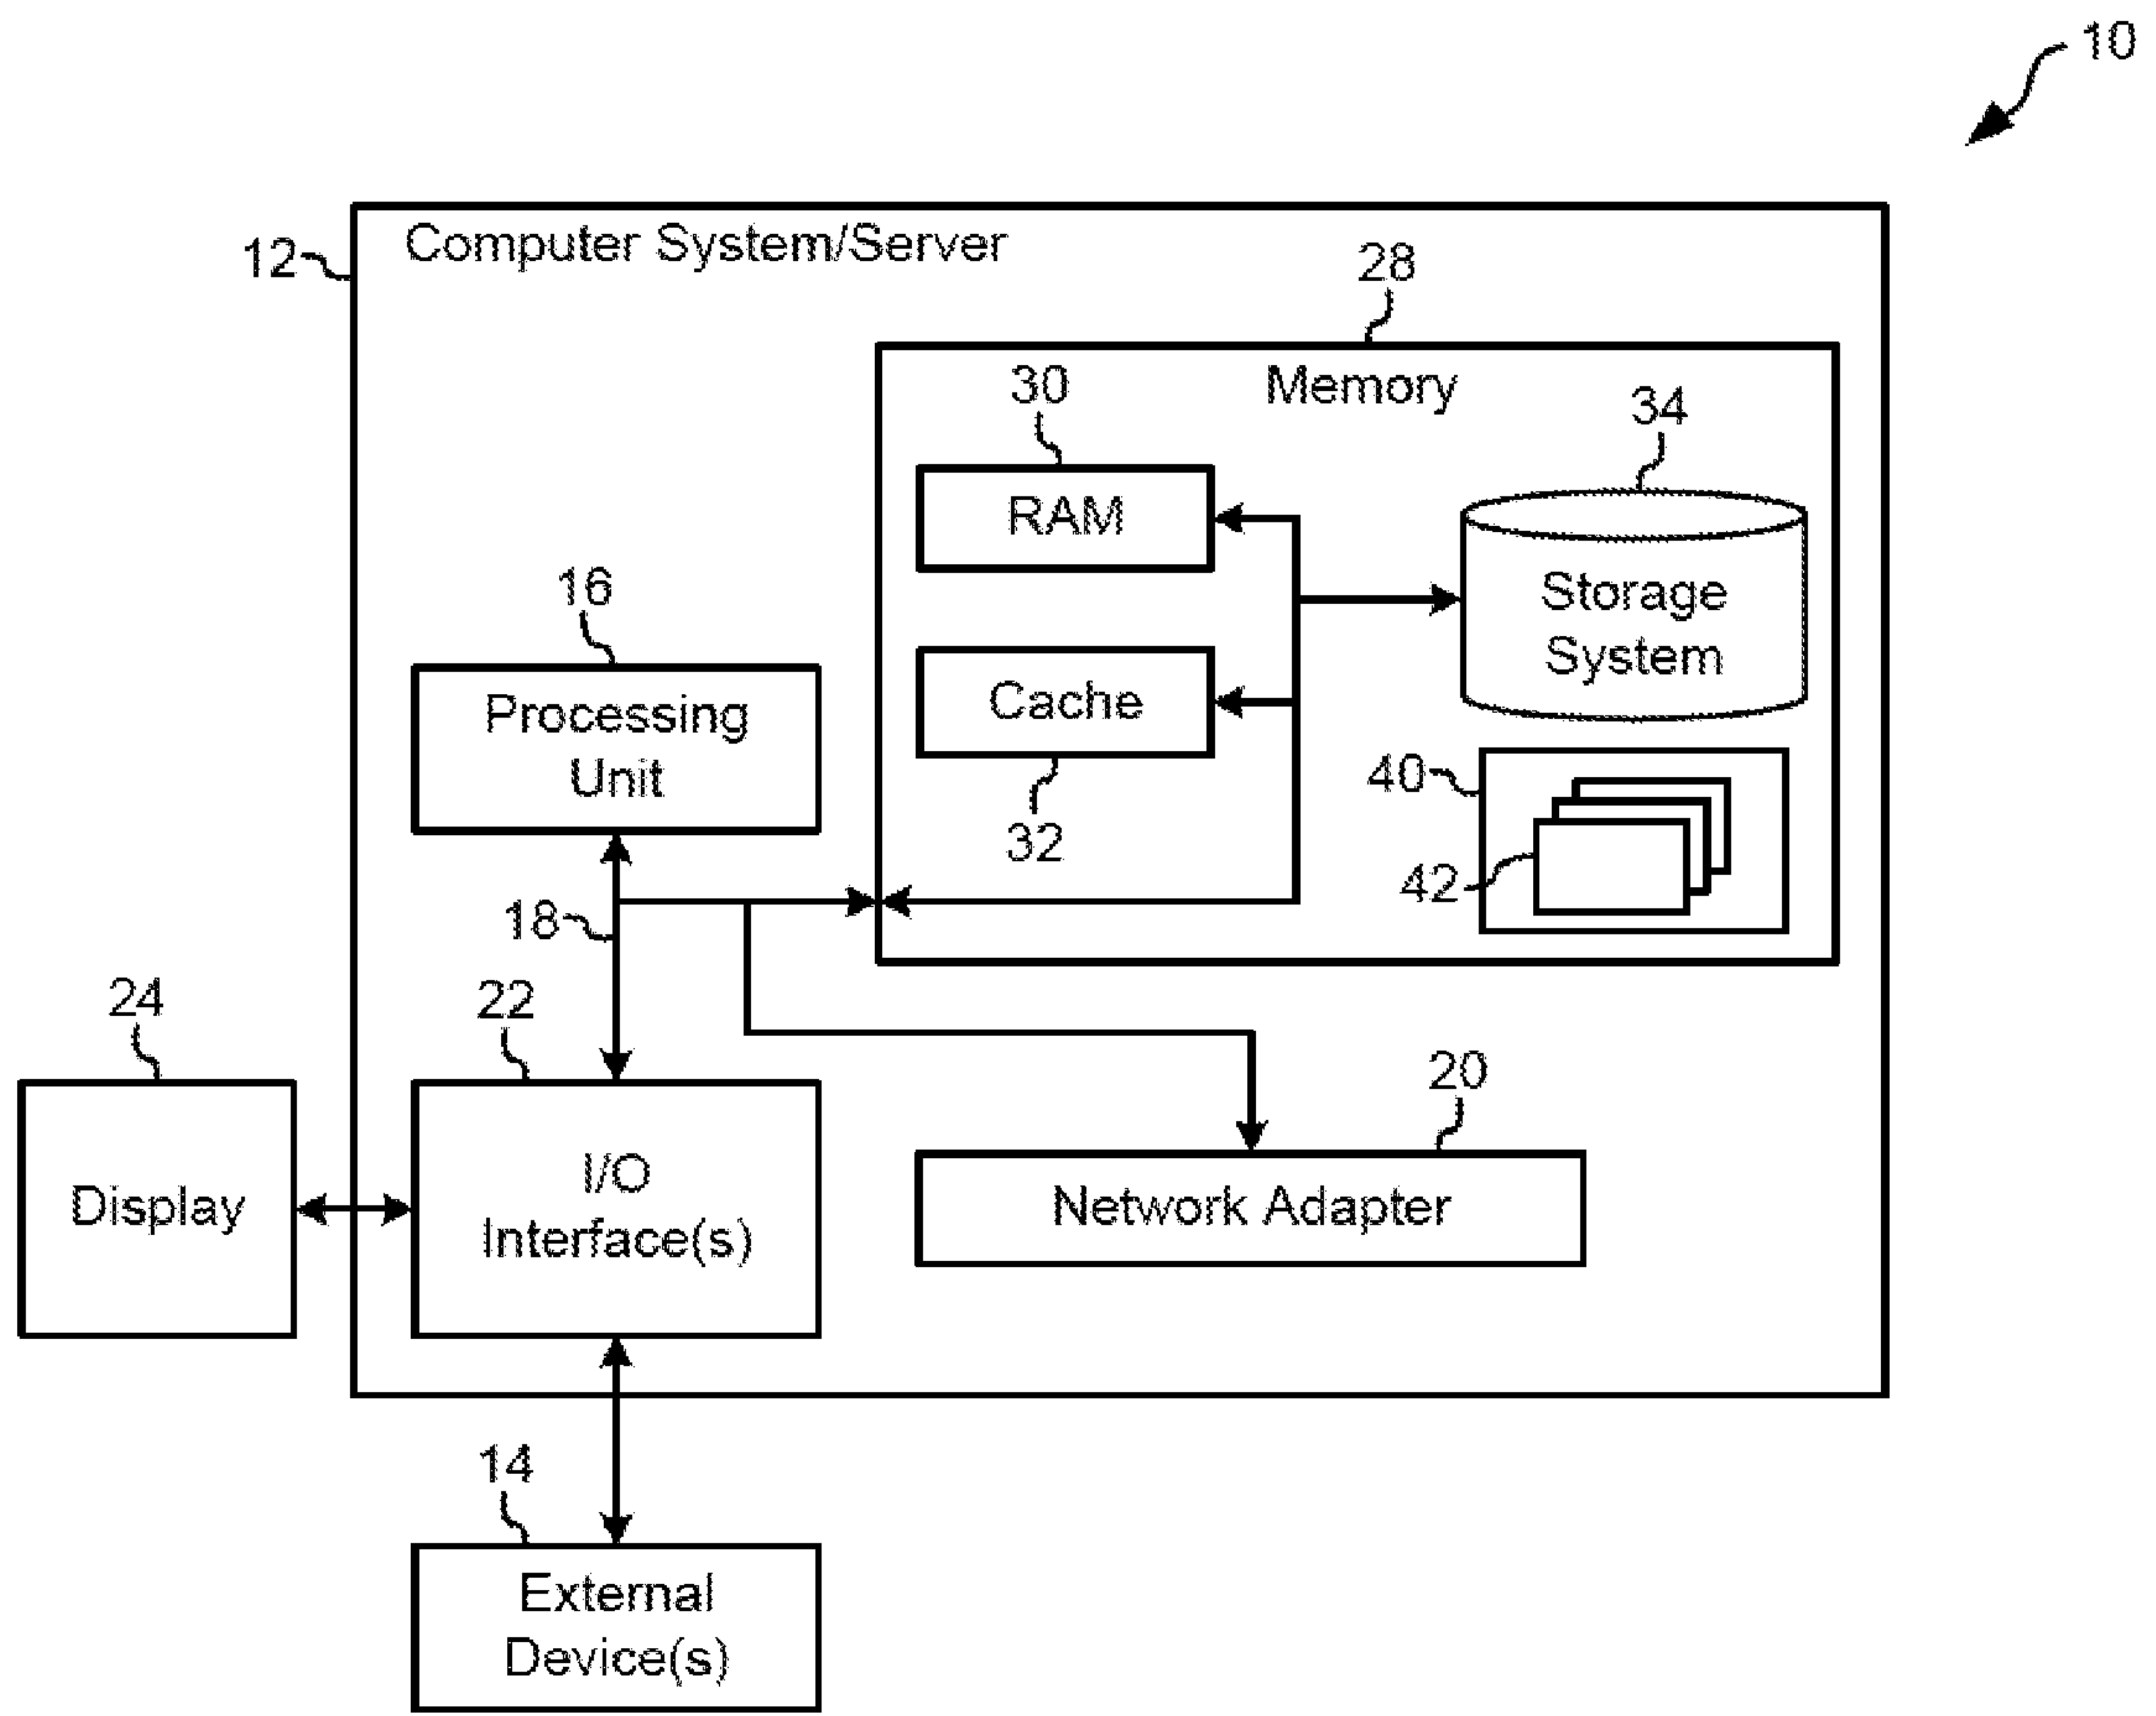 10
12
Computer System/Server
28
30
Memory
34
RAM
16
Storage
System
Processing
Unit
Cache
40
32
42
18
24
22
20
Display
I/O
Interface(s)
Network Adapter
14
External
Device(s)